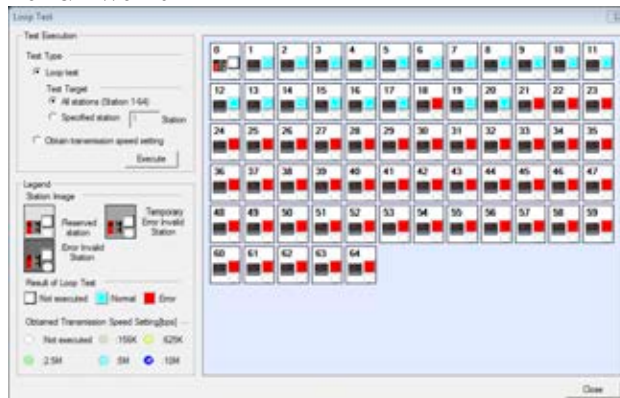 Loop Test
Test Execution
Test Type
Loop test
Test Target
All stations (Station 1-64)
Specified station 1 Station
Obtain transmission speed setting
Execute
Legend
Station Image
Reserved station
Temporary Error Invalid Station
Error Invalid Station
Result of Loop Test
Not executed Normal Error
Obtained Transmission Speed Setting[bps]
Not executed 156K 625K
2.5M 5M 10M
0 1 2 3 4 5 6 7 8 9 10 11
12 13 14 15 16 17 18 19 20 21 22 23
24 25 26 27 28 29 30 31 32 33 34 35
36 37 38 39 40 41 42 43 44 45 46 47
48 49 50 51 52 53 54 55 56 57 58 59
60 61 62 63 64
Close